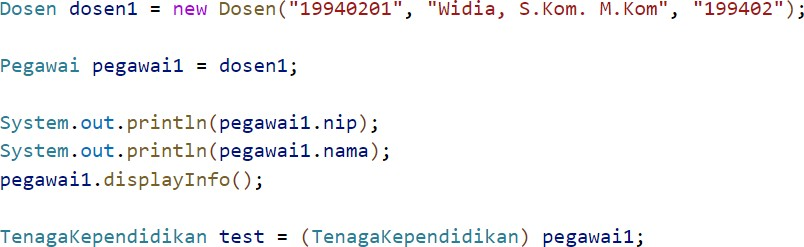 Dosen dosen1 = new Dosen("19940201", "Widia, S.Kom. M.Kom", "199402");
Pegawai pegawai1 = dosen1;
System.out.println(pegawai1.nip);
System.out.println(pegawai1.nama);
pegawai1.displayInfo();
TenagaKependidikan test = (TenagaKependidikan) pegawai1;